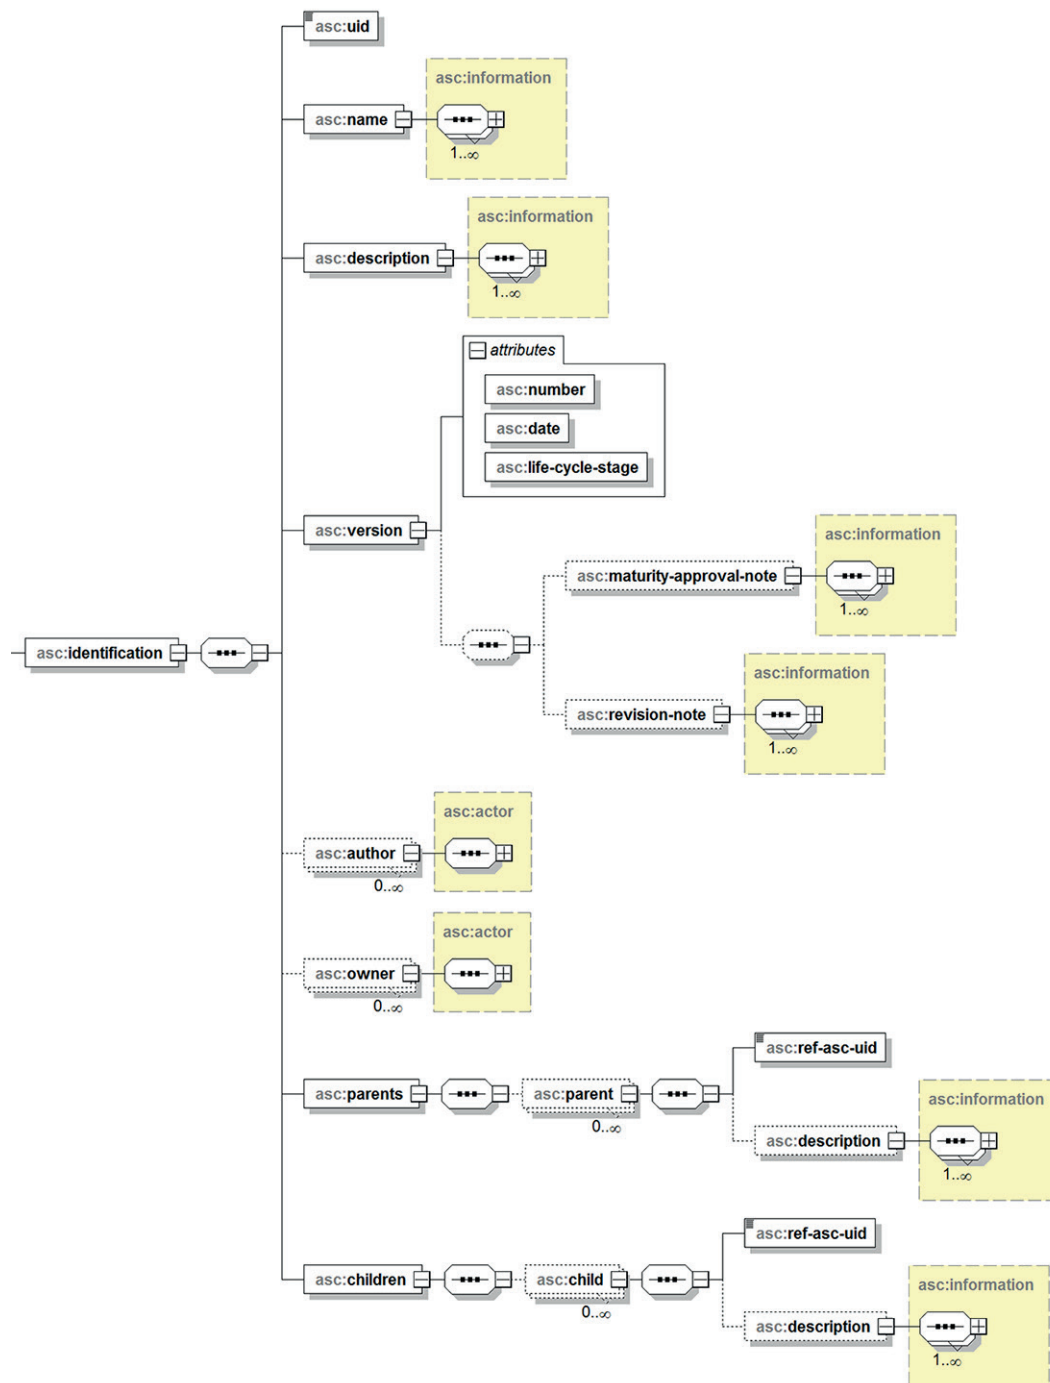 asc:uid
asc:information
asc:name
1..∞
asc:information
asc:description
1..∞
attributes
asc:number
asc:date
asc:life-cycle-stage
asc:version
asc:information
asc:maturity-approval-note
1..∞
asc:identification
asc:information
asc:revision-note
1..∞
asc:actor
asc:author
0..∞
asc:actor
asc:owner
0..∞
asc:ref-asc-uid
asc:parents
asc:parent
0..∞
asc:information
asc:description
1..∞
asc:ref-asc-uid
asc:children
asc:child
0..∞
asc:information
asc:description
1..∞